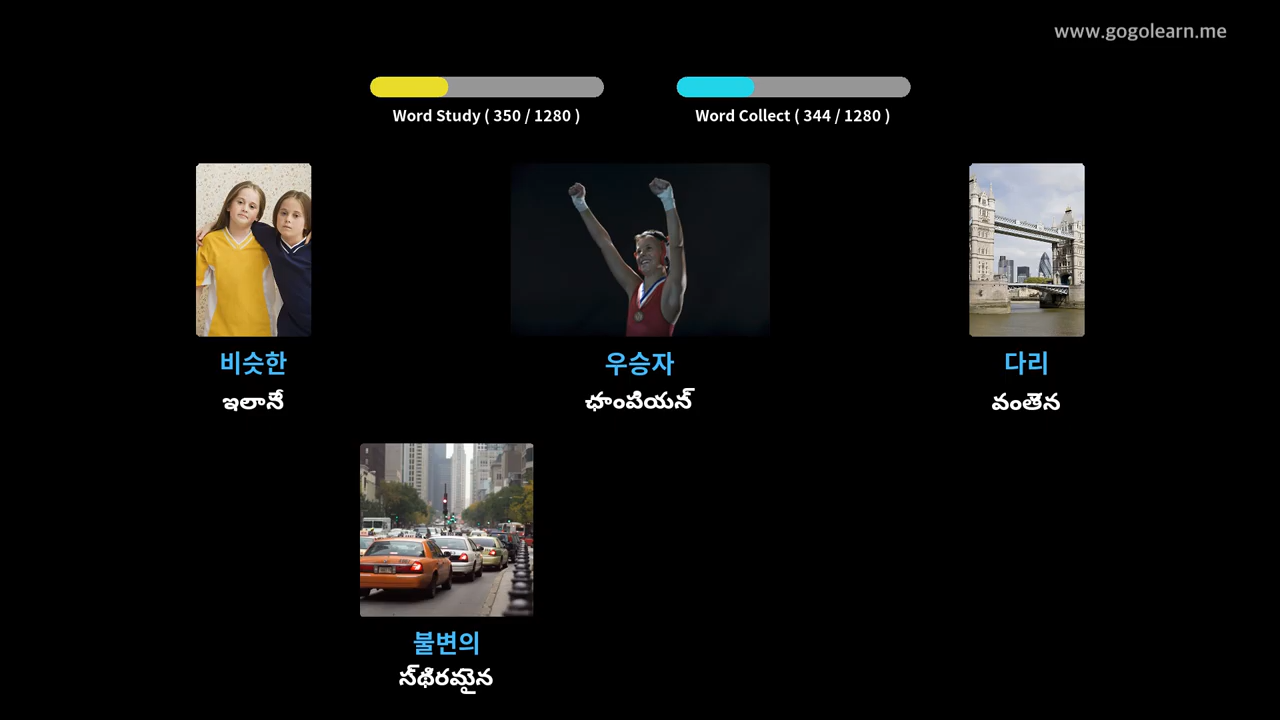 www.gogolearn.me
Word Study ( 350 / 1280 )
Word Collect ( 344 / 1280 )
비슷한
우승자
다리
ఇలానే
ఛాంపియన్
వంతెన
불변의
స్థిరమైన